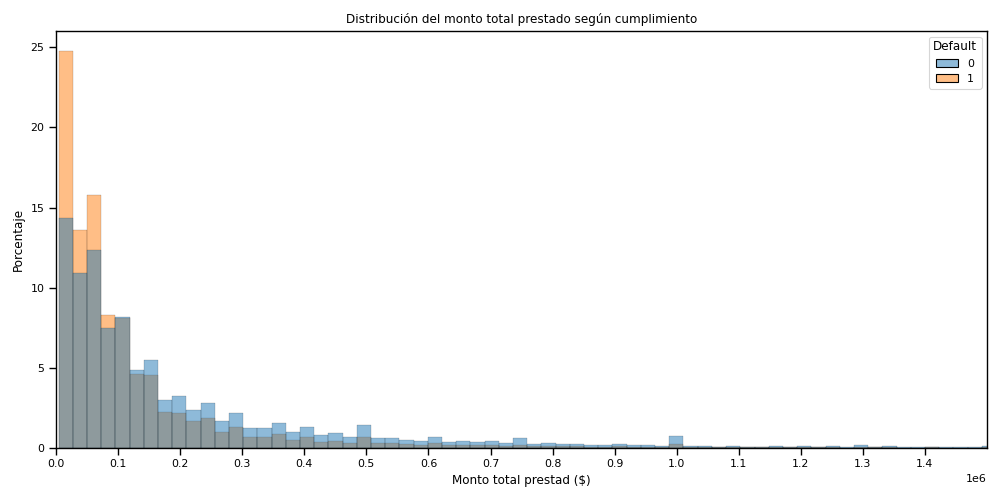 Distribución del monto total prestado según cumplimiento
Default
0
1
Porcentaje
25
20
15
10
5
0
0.0 0.1 0.2 0.3 0.4 0.5 0.6 0.7 0.8 0.9 1.0 1.1 1.2 1.3 1.4
1e6
Monto total prestad ($)